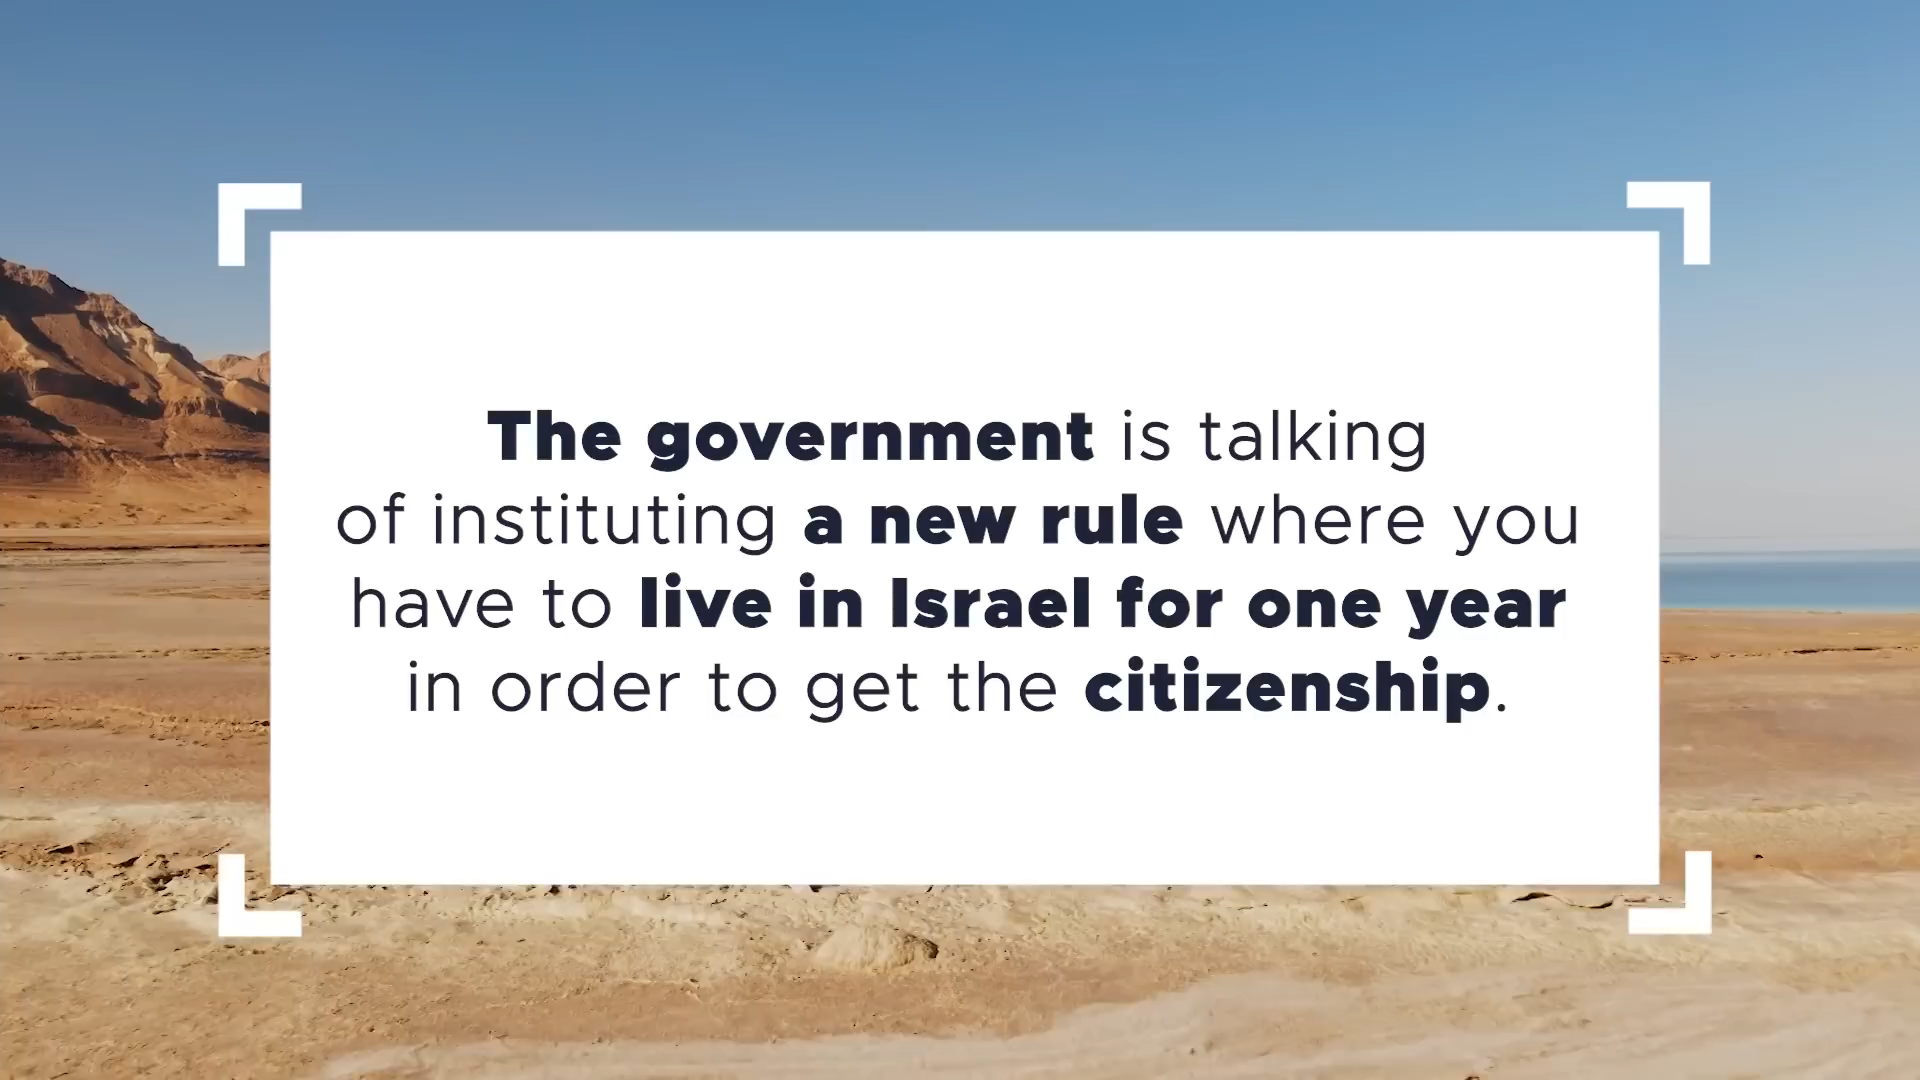 The government is talking
of instituting a new rule where you
have to live in Israel for one year
in order to get the citizenship.